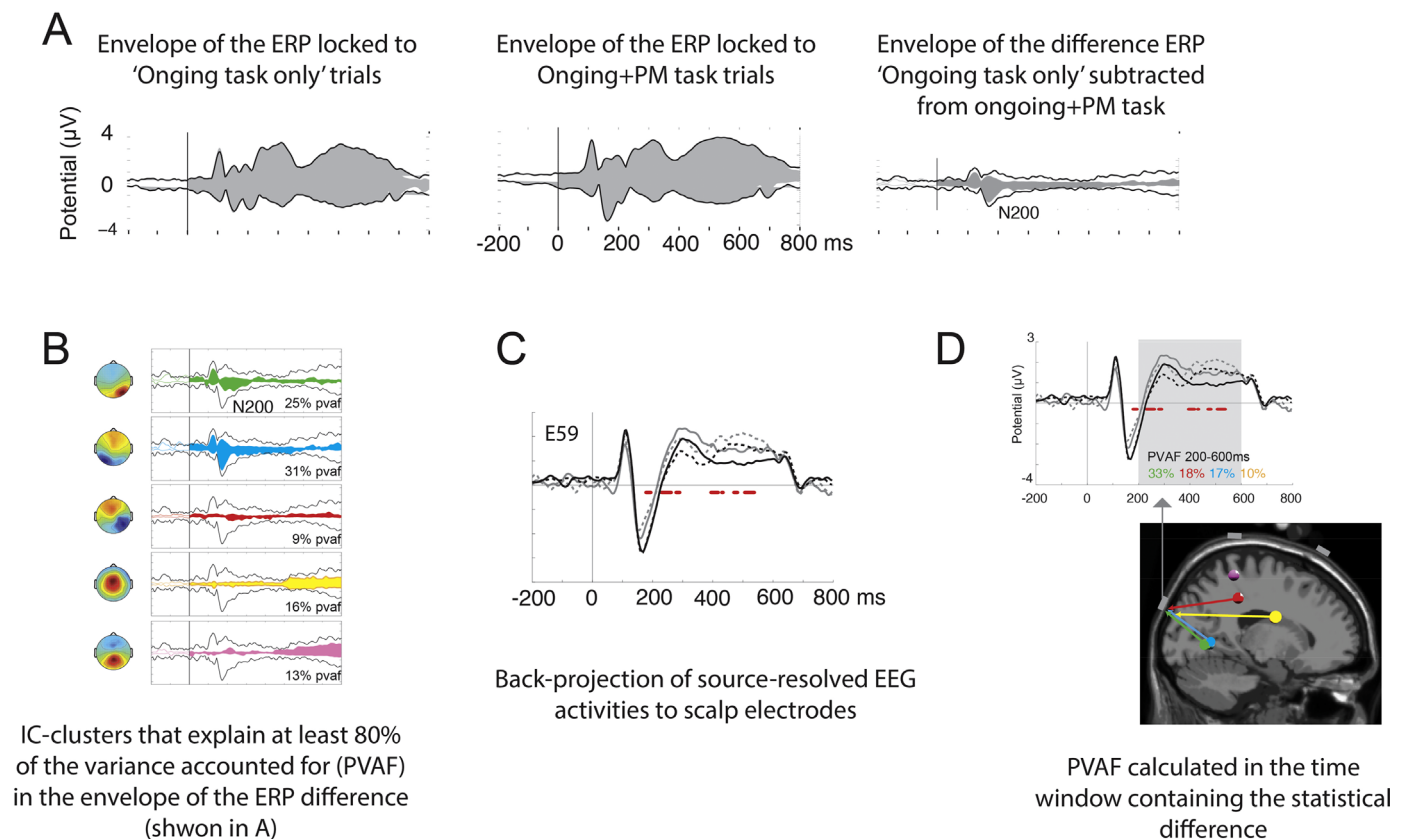 A
Envelope of the ERP locked to
'Onging task only' trials
Envelope of the ERP locked to
Onging+PM task trials
Envelope of the difference ERP
'Ongoing task only' subtracted
from ongoing+PM task
Potential (µV)
4
0
−4
-200 0 200 400 600 800 ms
N200
B
N200
25% pvaf
31% pvaf
9% pvaf
16% pvaf
13% pvaf
IC-clusters that explain at least 80%
of the variance accounted for (PVAF)
in the envelope of the ERP difference
(shwon in A)
C
E59
-200 0 200 400 600 800 ms
Back-projection of source-resolved EEG
activities to scalp electrodes
D
Potential (µV)
3
-4
PVAF 200-600ms
33% 18% 17% 10%
-200 0 200 400 600 800
PVAF calculated in the time
window containing the statistical
difference